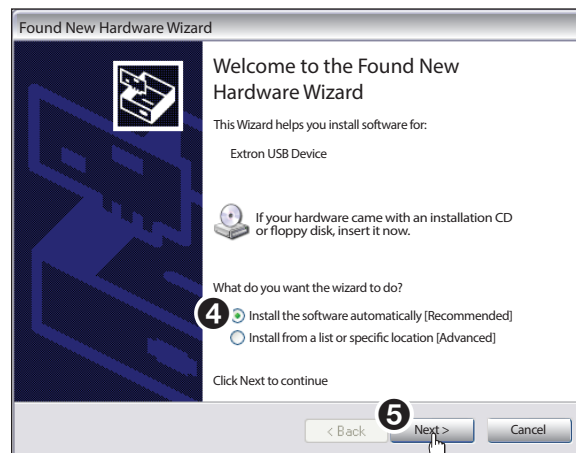 Found New Hardware Wizard
Welcome to the Found New
Hardware Wizard
This Wizard helps you install software for:
Extron USB Device
If your hardware came with an installation CD
or floppy disk, insert it now.
What do you want the wizard to do?
4 Install the software automatically [Recommended]
Install from a list or specific location [Advanced]
Click Next to continue
< Back 5 Next > Cancel